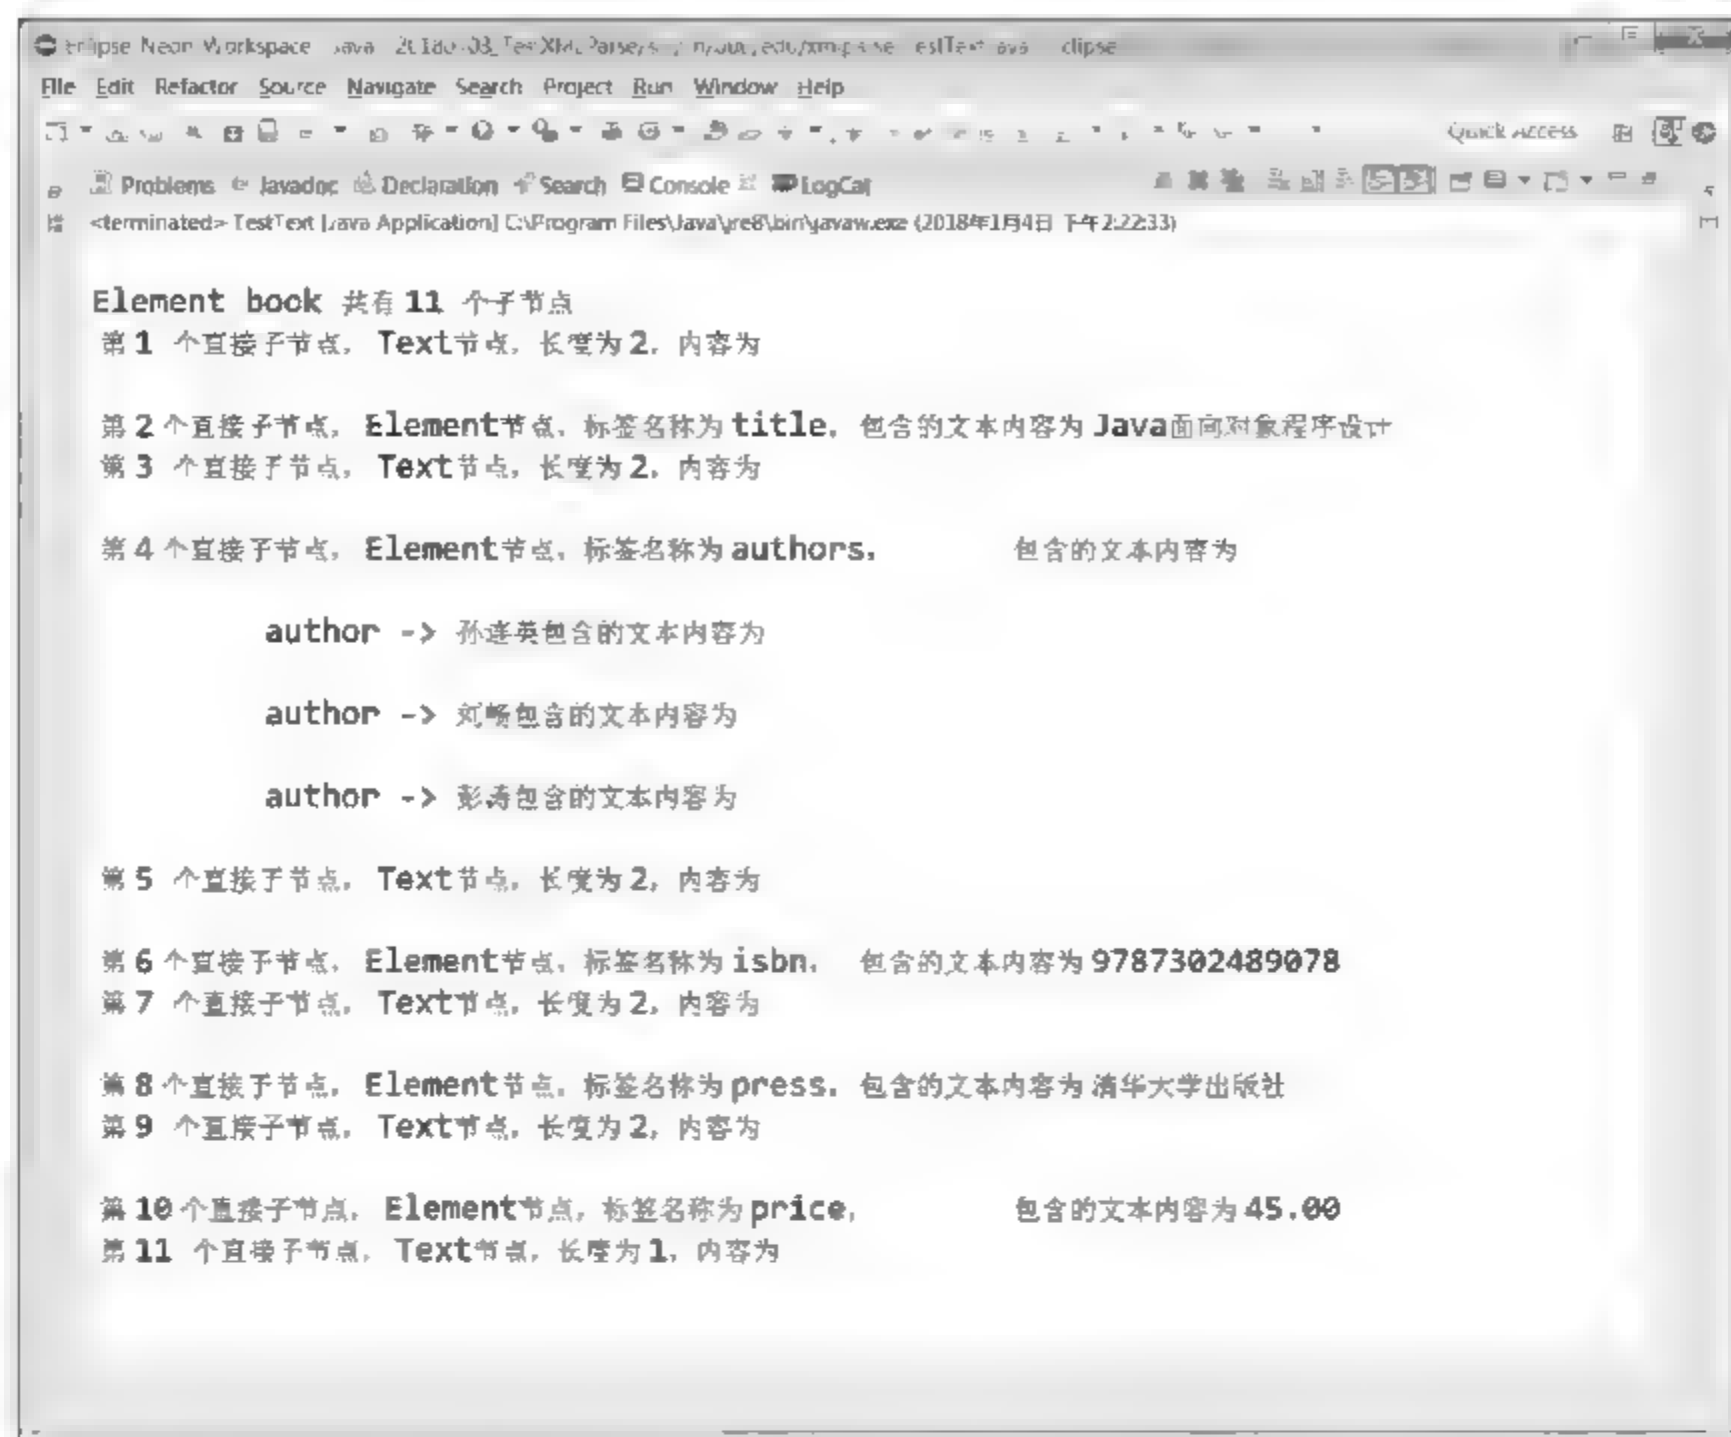 Eclipse Neon Workspace Java
File Edit Refactor Source Navigate Search Project Run Window Help
Quick Access
Problems Javadoc Declaration Search Console LogCat
<terminated> TestText [Java Application] C:\Program Files\Java\jre8\bin\javaw.exe (2018年1月4日 下午2:22:33)
Element book 共有 11 个子节点
第 1 个直接子节点, Text节点, 长度为 2, 内容为
第 2 个直接子节点, Element节点, 标签名称为 title, 包含的文本内容为 Java面向对象程序设计
第 3 个直接子节点, Text节点, 长度为 2, 内容为
第 4 个直接子节点, Element节点, 标签名称为 authors, 包含的文本内容为
author -> 孙连英包含的文本内容为
author -> 刘畅包含的文本内容为
author -> 彭涛包含的文本内容为
第 5 个直接子节点, Text节点, 长度为 2, 内容为
第 6 个直接子节点, Element节点, 标签名称为 isbn, 包含的文本内容为 9787302489078
第 7 个直接子节点, Text节点, 长度为 2, 内容为
第 8 个直接子节点, Element节点, 标签名称为 press, 包含的文本内容为 清华大学出版社
第 9 个直接子节点, Text节点, 长度为 2, 内容为
第 10 个直接子节点, Element节点, 标签名称为 price, 包含的文本内容为 45.00
第 11 个直接子节点, Text节点, 长度为 1, 内容为